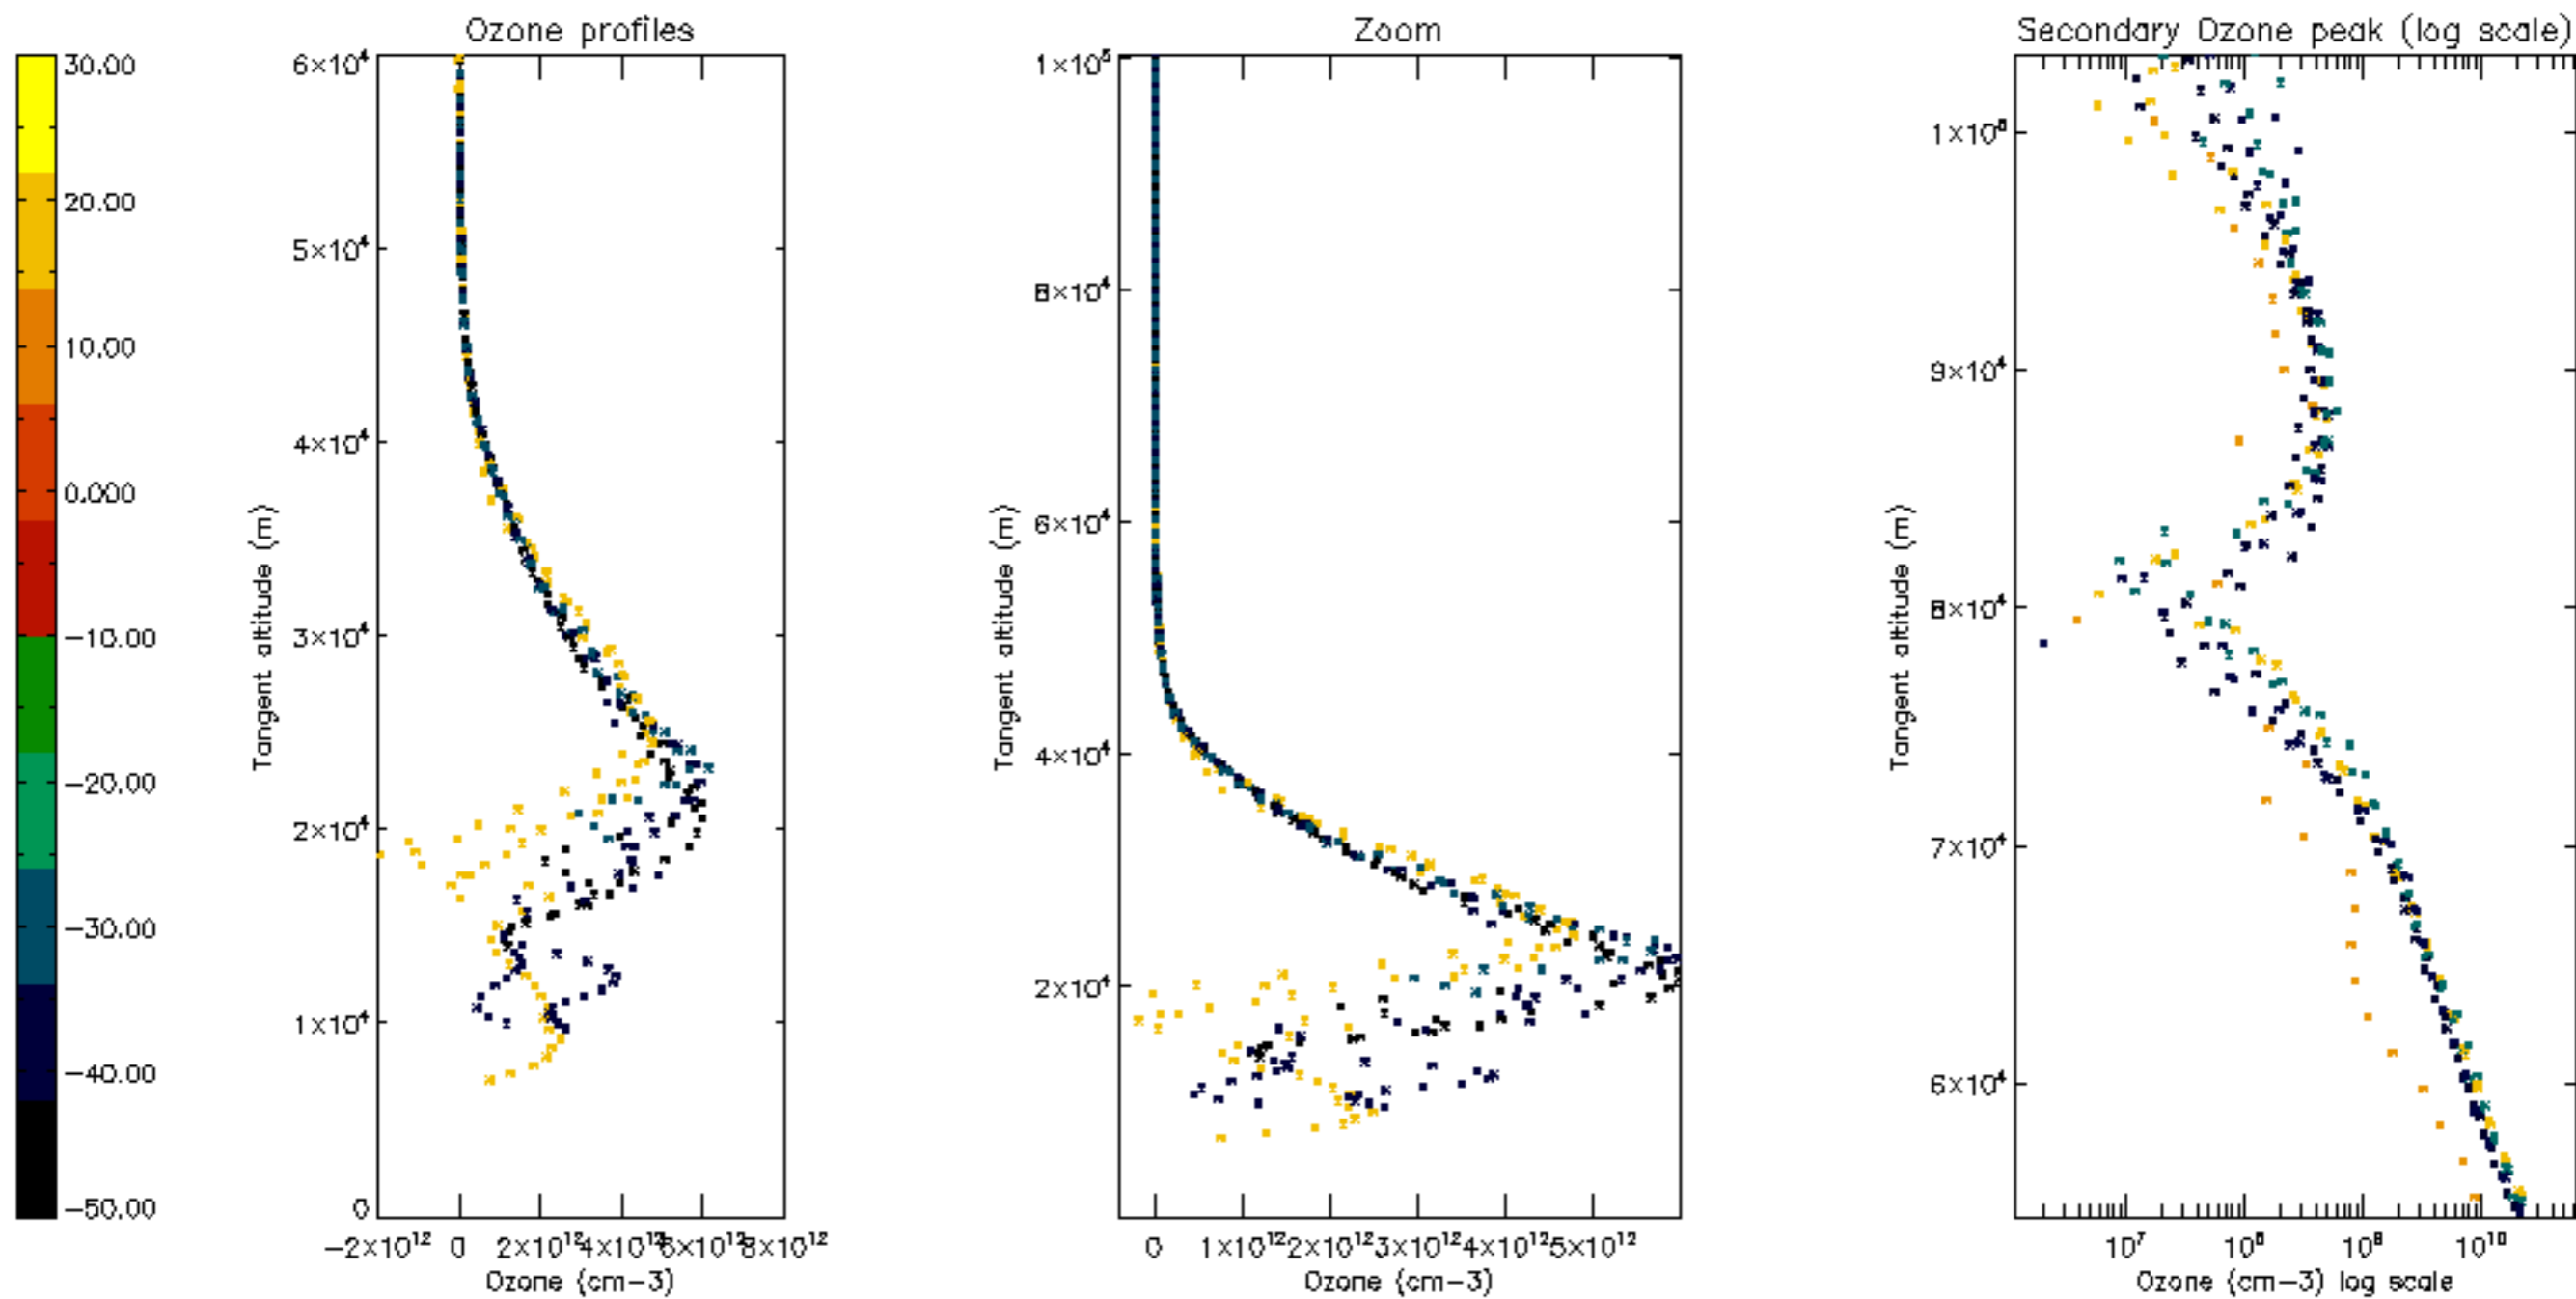 Ozone profiles
Zoom
Secondary Ozone peak (log scale)
30.00
20.00
10.00
0.000
−10.00
−20.00
−30.00
−40.00
−50.00
6×10⁴
5×10⁴
4×10⁴
3×10⁴
2×10⁴
1×10⁴
0
Tangent altitude (m)
−2×10¹² 0 2×10¹² 4×10¹² 6×10¹² 8×10¹²
Ozone (cm−3)
1×10⁵
8×10⁴
6×10⁴
4×10⁴
2×10⁴
Tangent altitude (m)
0 1×10¹² 2×10¹² 3×10¹² 4×10¹² 5×10¹²
Ozone (cm−3)
1×10⁵
9×10⁴
8×10⁴
7×10⁴
6×10⁴
Tangent altitude (m)
10⁷ 10⁸ 10⁹ 10¹⁰
Ozone (cm−3) log scale